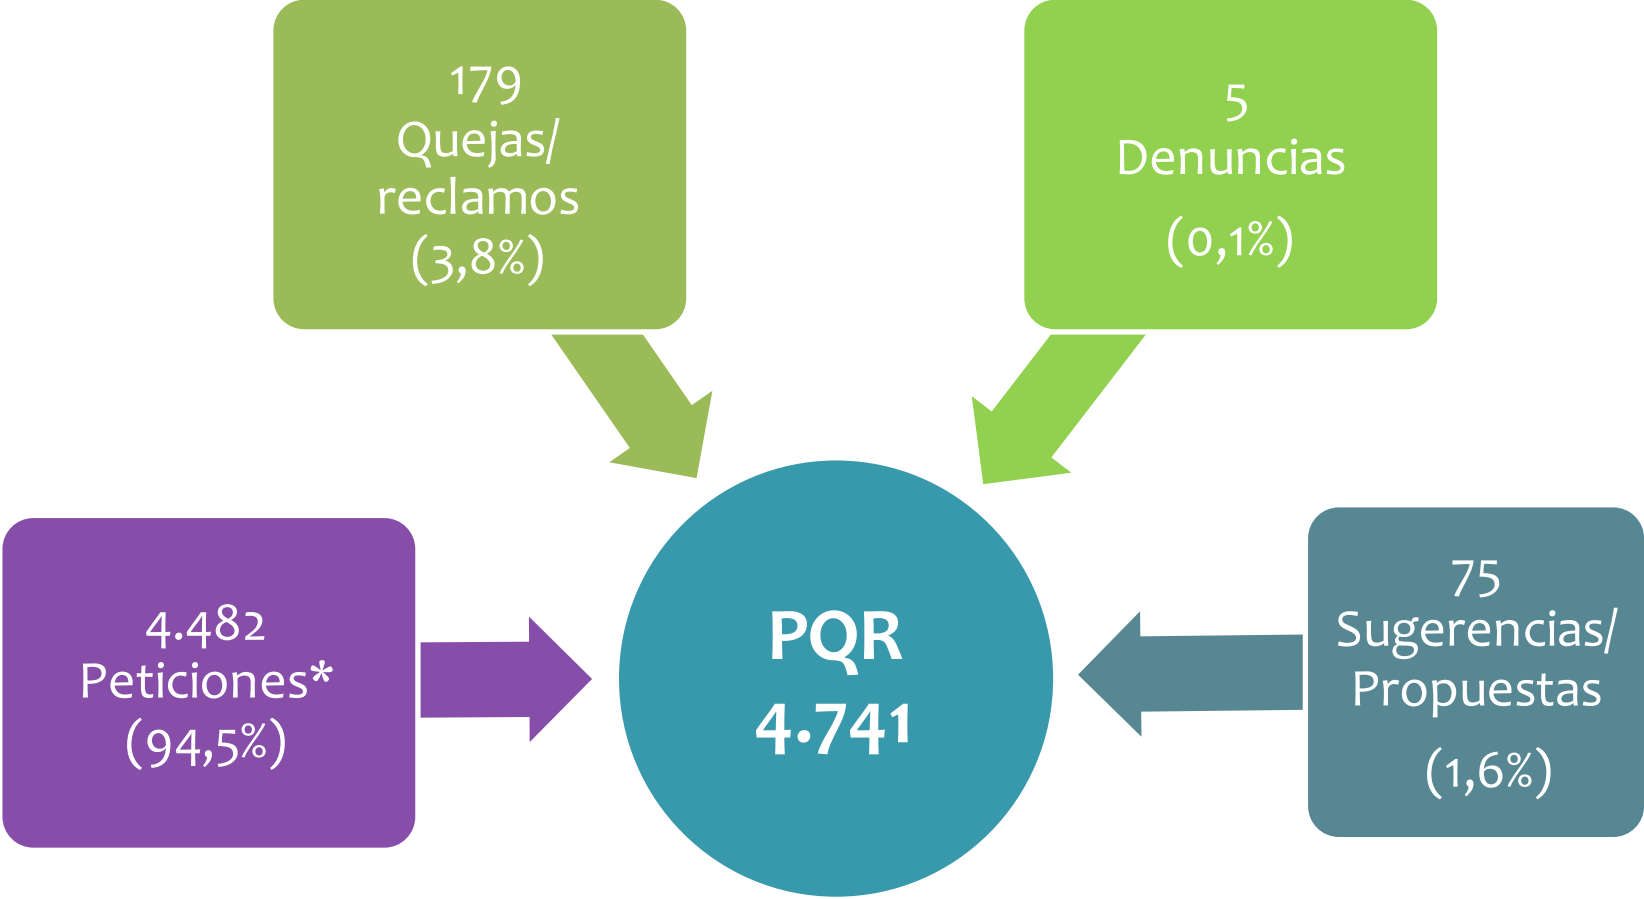 179
Quejas/
reclamos
(3,8%)
5
Denuncias
(0,1%)
4.482
Peticiones*
(94,5%)
PQR
4.741
75
Sugerencias/
Propuestas
(1,6%)